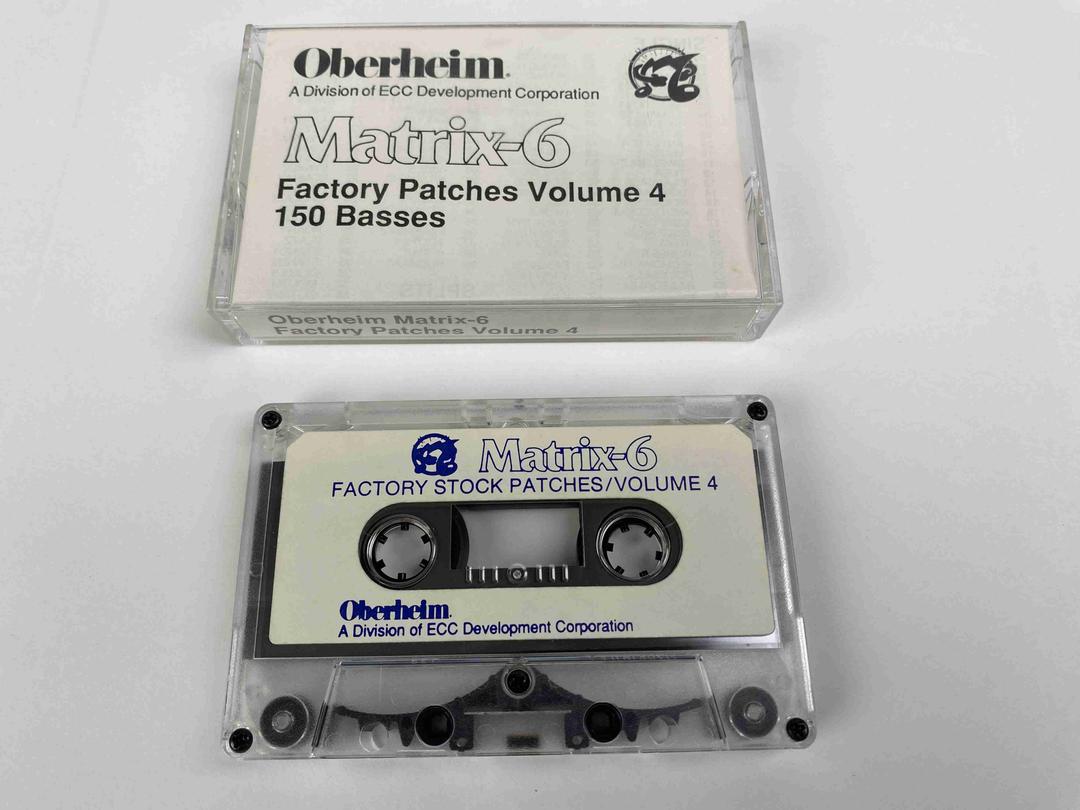 Oberheim.
A Division of ECC Development Corporation
Matrix-6
Factory Patches Volume 4
150 Basses
SPLITS
Oberheim Matrix-6
Factory Patches Volume 4
Matrix-6
FACTORY STOCK PATCHES/VOLUME 4
Oberheim.
A Division of ECC Development Corporation